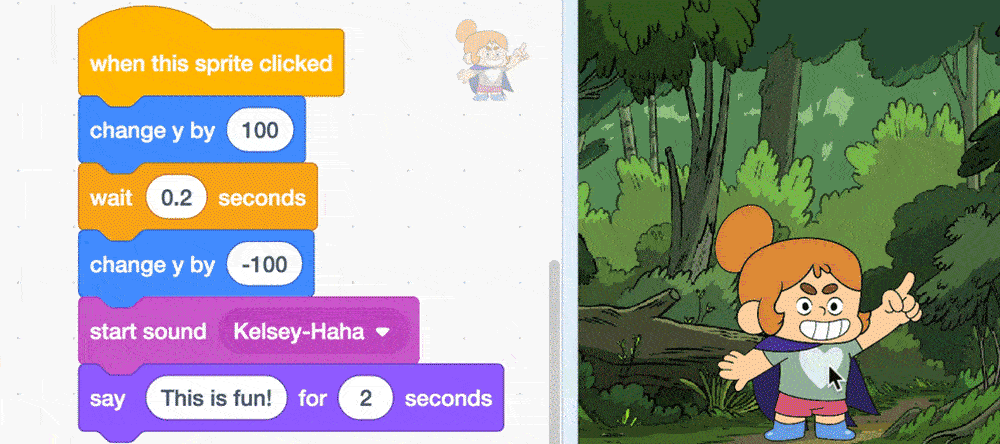 when this sprite clicked
change y by 100
wait 0.2 seconds
change y by -100
start sound Kelsey-Haha
say This is fun! for 2 seconds